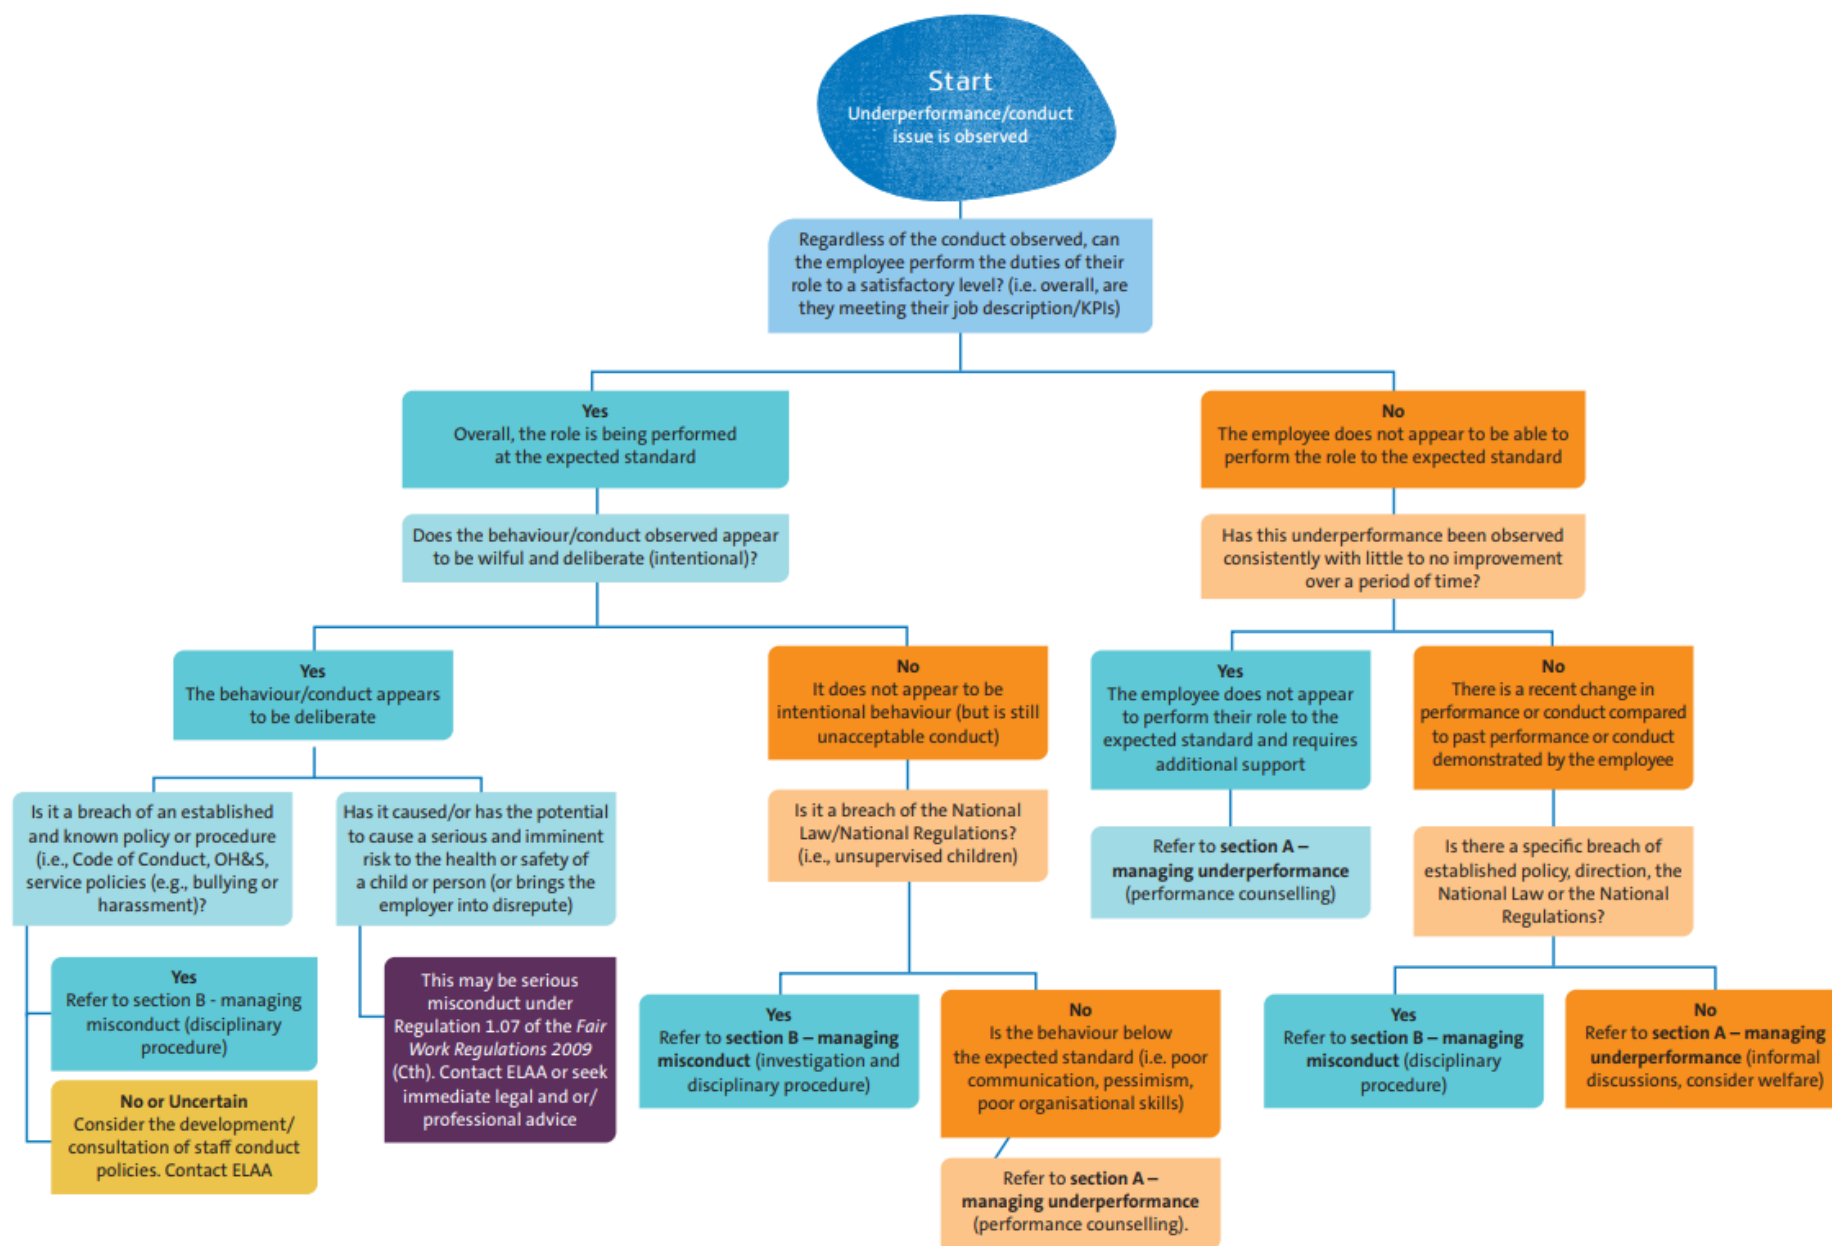 Start
Underperformance/conduct
issue is observed
Regardless of the conduct observed, can
the employee perform the duties of their
role to a satisfactory level? (i.e. overall, are
they meeting their job description/KPIs)
Yes
Overall, the role is being performed
at the expected standard
No
The employee does not appear to be able to
perform the role to the expected standard
Does the behaviour/conduct observed appear
to be wilful and deliberate (intentional)?
Has this underperformance been observed
consistently with little to no improvement
over a period of time?
Yes
The behaviour/conduct appears
to be deliberate
No
It does not appear to be
intentional behaviour (but is still
unacceptable conduct)
Yes
The employee does not appear
to perform their role to the
expected standard and requires
additional support
No
There is a recent change in
performance or conduct compared
to past performance or conduct
demonstrated by the employee
Is it a breach of an established
and known policy or procedure
(i.e., Code of Conduct, OH&S,
service policies (e.g., bullying or
harassment)?
Has it caused/or has the potential
to cause a serious and imminent
risk to the health or safety of
a child or person (or brings the
employer into disrepute)
Is it a breach of the National
Law/National Regulations?
(i.e., unsupervised children)
Refer to section A –
managing underperformance
(performance counselling)
Is there a specific breach of
established policy, direction, the
National Law or the National
Regulations?
Yes
Refer to section B - managing
misconduct (disciplinary
procedure)
No or Uncertain
Consider the development/
consultation of staff conduct
policies. Contact ELAA
This may be serious
misconduct under
Regulation 1.07 of the Fair
Work Regulations 2009
(Cth). Contact ELAA or seek
immediate legal and or/
professional advice
Yes
Refer to section B – managing
misconduct (investigation and
disciplinary procedure)
No
Is the behaviour below
the expected standard (i.e. poor
communication, pessimism,
poor organisational skills)
Refer to section A –
managing underperformance
(performance counselling).
Yes
Refer to section B – managing
misconduct (disciplinary
procedure)
No
Refer to section A – managing
underperformance (informal
discussions, consider welfare)